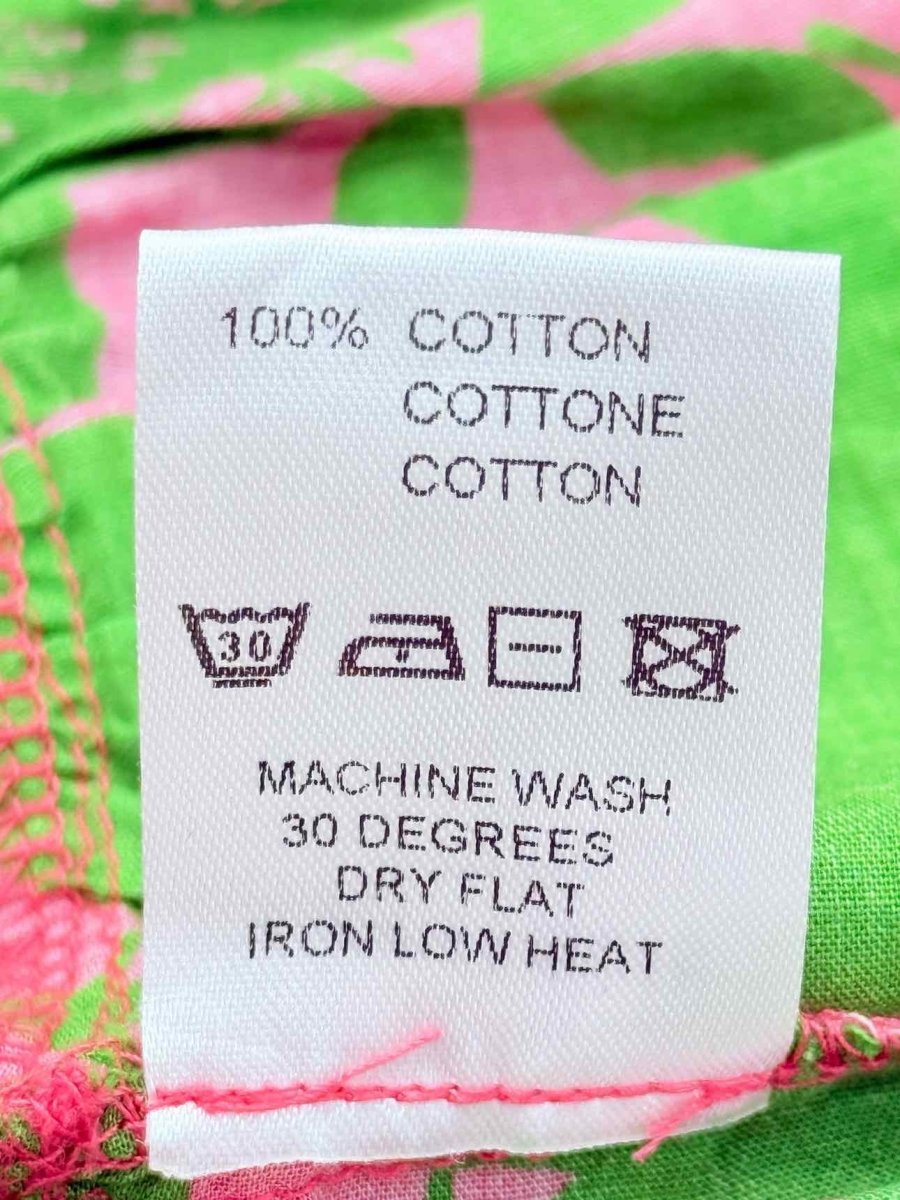 100% COTTON
COTTONE
COTTON
30
MACHINE WASH
30 DEGREES
DRY FLAT
IRON LOW HEAT